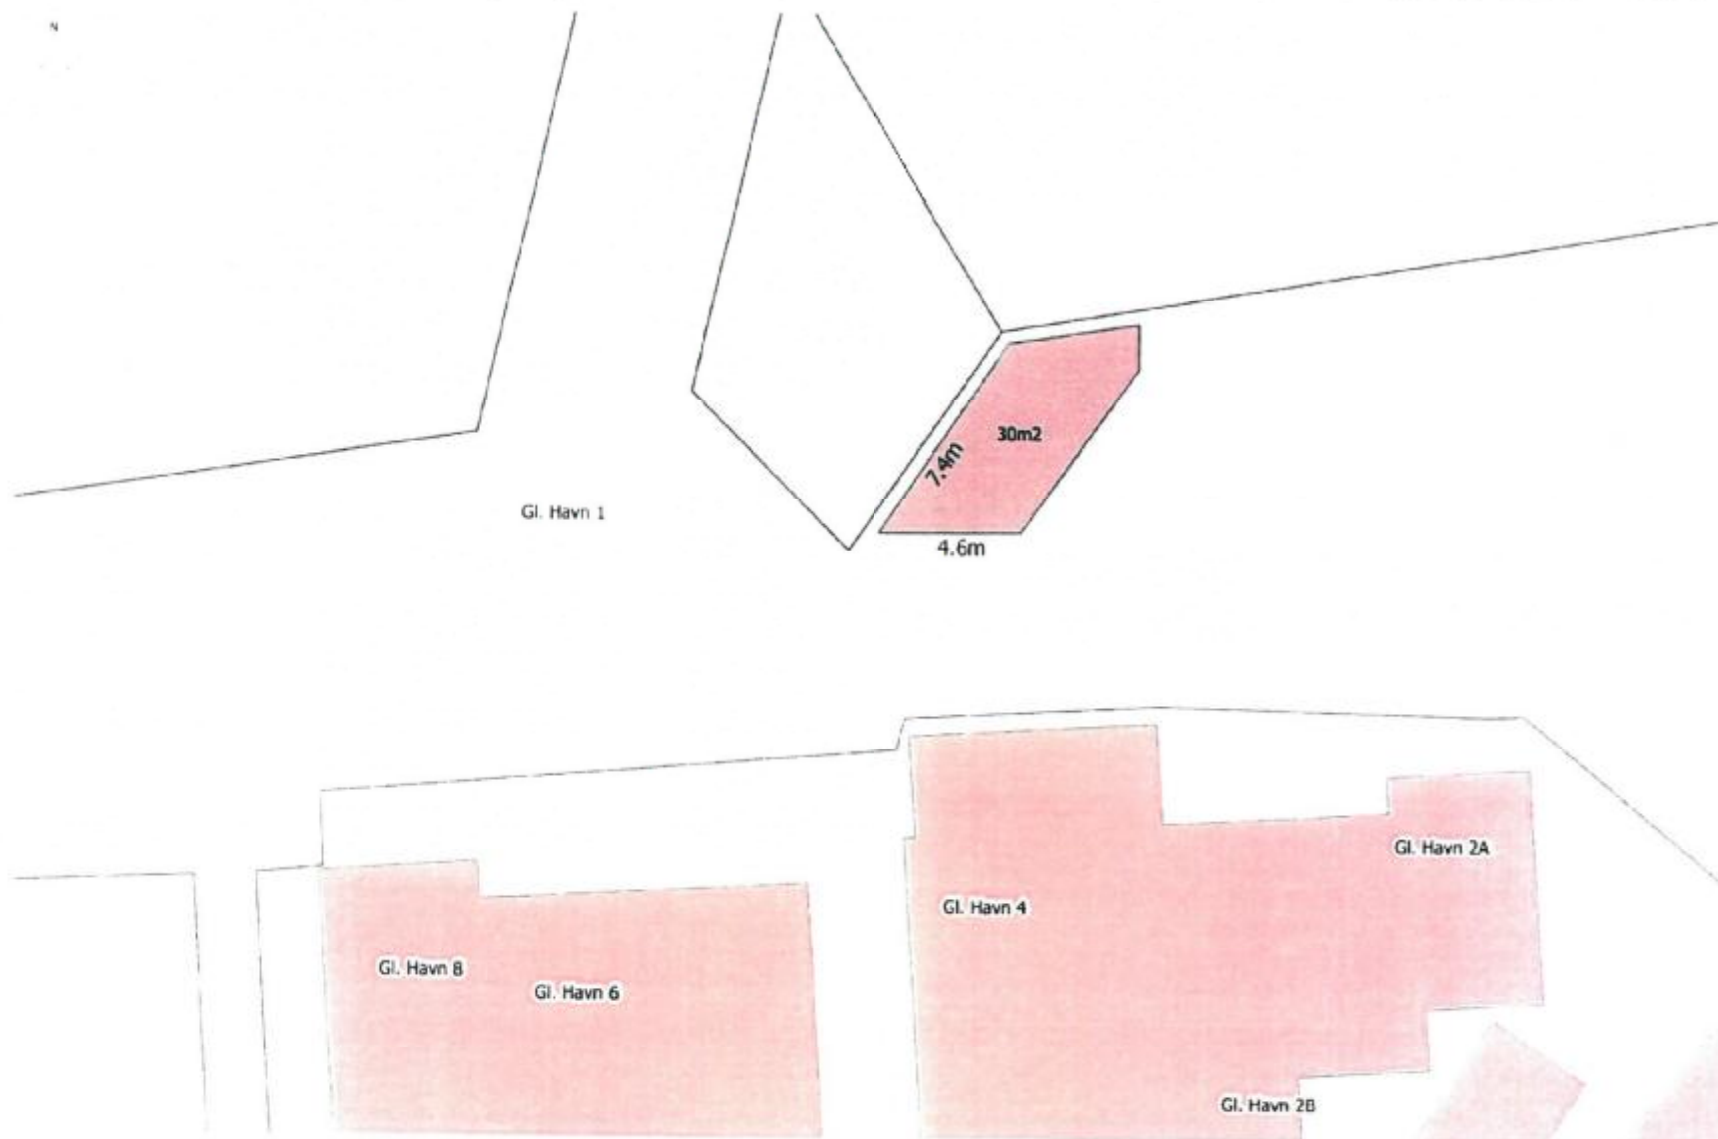 N
30m2
7.4m
Gl. Havn 1
4.6m
Gl. Havn 2A
Gl. Havn 4
Gl. Havn 8
Gl. Havn 6
Gl. Havn 2B